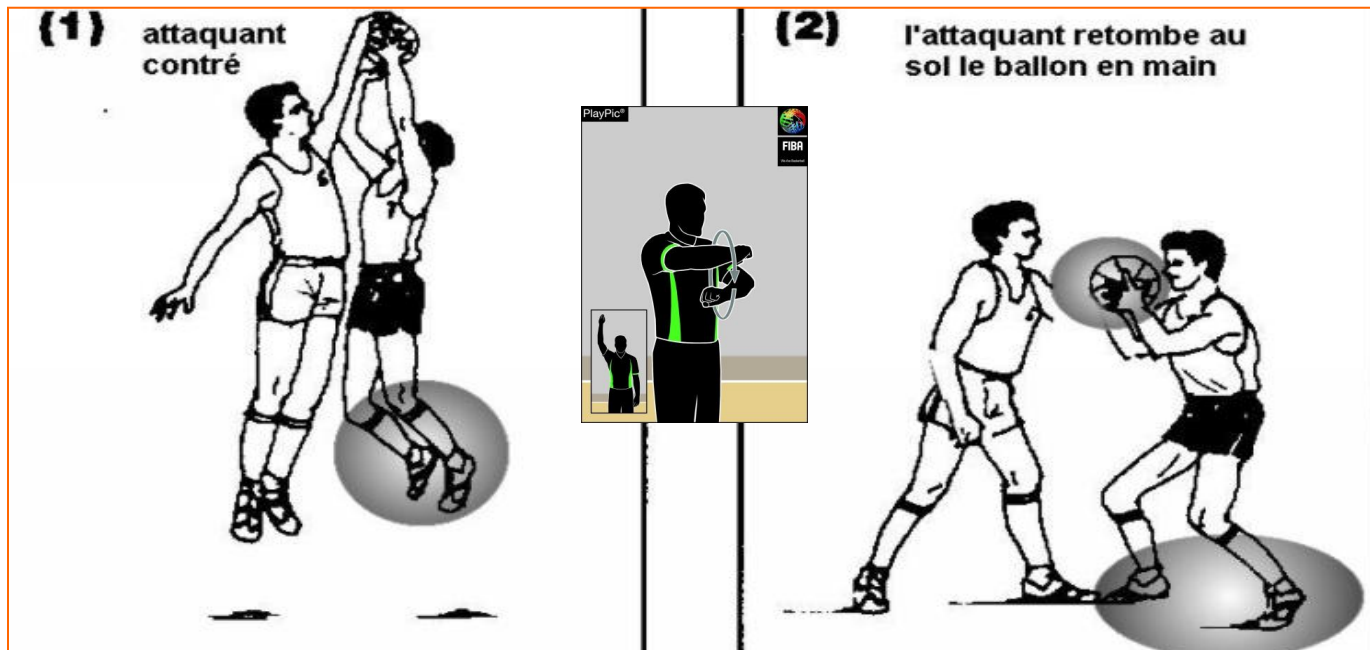 (1)
attaquant
contré
PlayPic®
FIBA
(2)
l'attaquant retombe au
sol le ballon en main